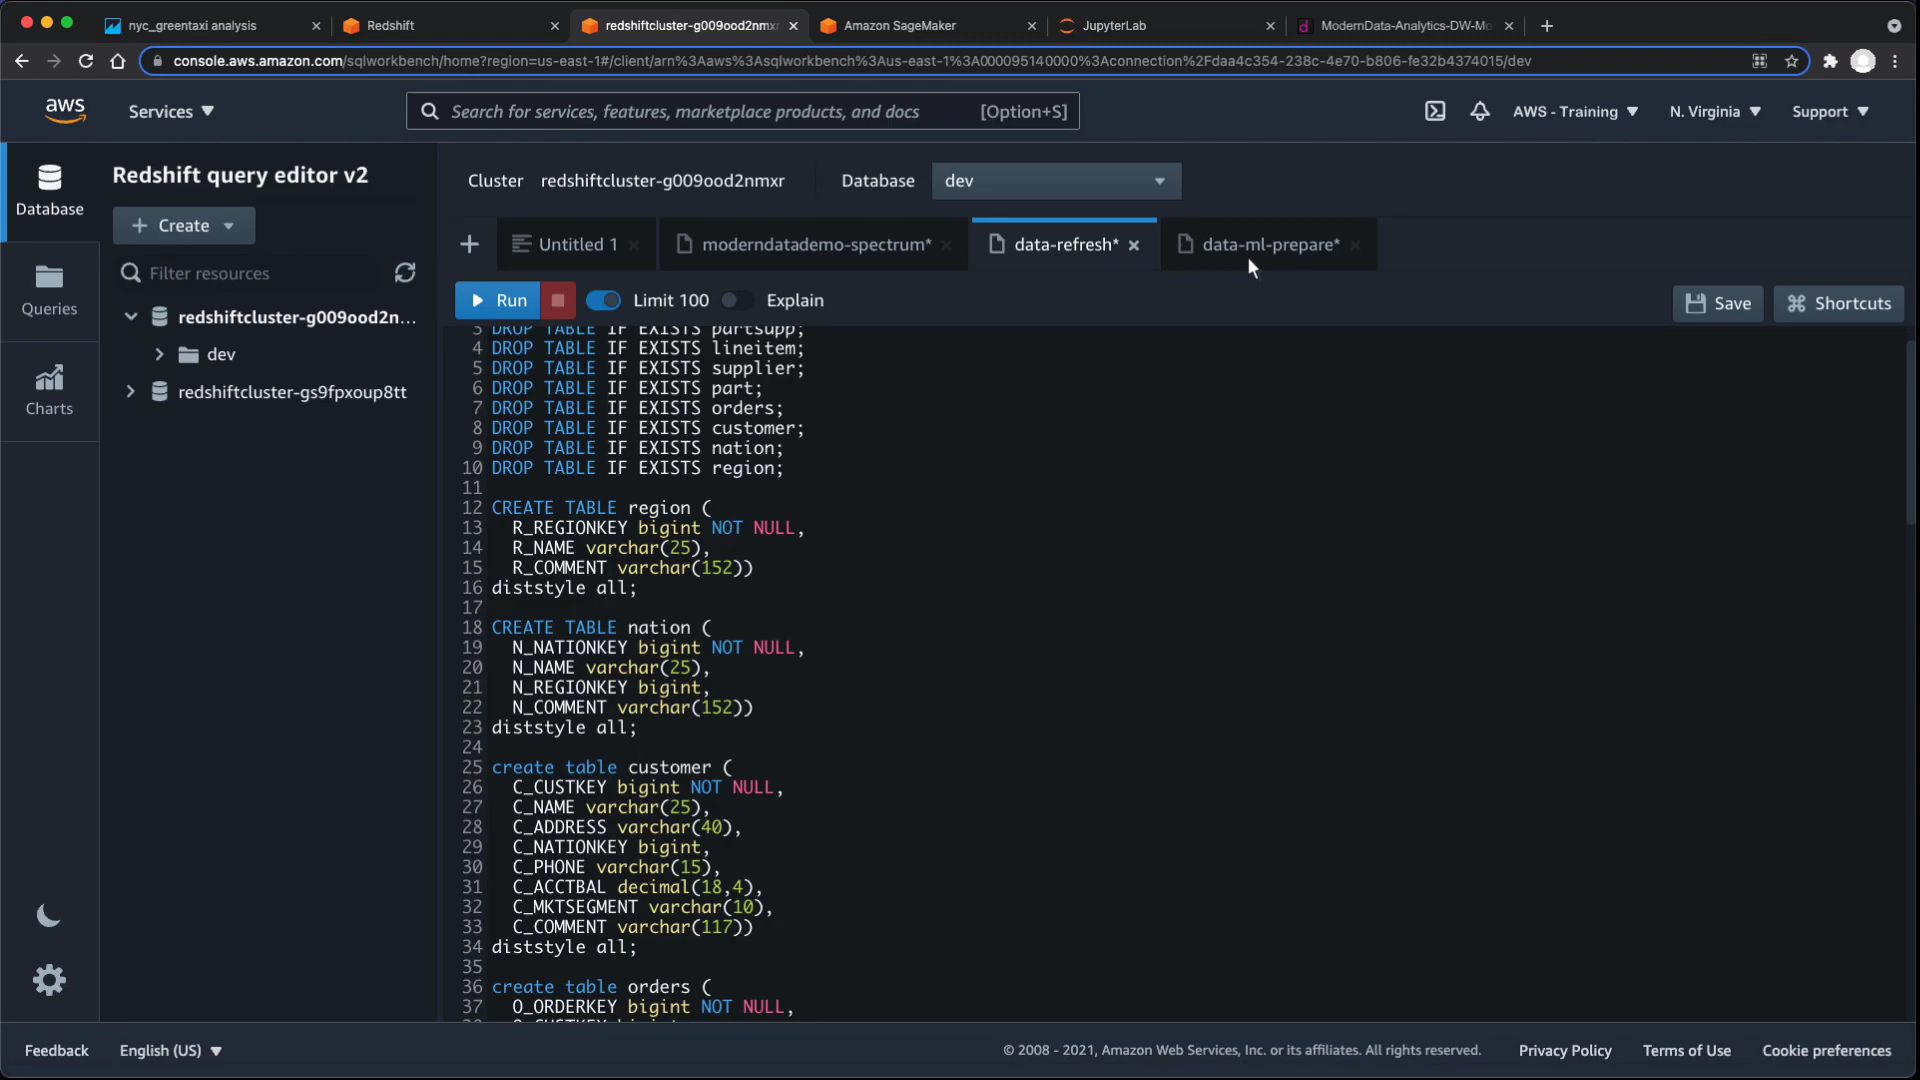 nyc_greentaxi analysis
Redshift
redshiftcluster-g009ood2nmxr
Amazon SageMaker
JupyterLab
ModernData-Analytics-DW-Mo
console.aws.amazon.com/sqlworkbench/home?region=us-east-1#/client/arn%3Aaws%3Asqlworkbench%3Aus-east-1%3A000095140000%3Aconnection%2Fdaa4c354-238c-4e70-b806-fe32b4374015/dev
aws
Services
Search for services, features, marketplace products, and docs [Option+S]
AWS - Training
N. Virginia
Support
Database
Queries
Charts
Redshift query editor v2
+ Create
Filter resources
redshiftcluster-g009ood2n...
dev
redshiftcluster-gs9fpxoup8tt
Cluster redshiftcluster-g009ood2nmxr Database dev
Untitled 1
moderndatademo-spectrum*
data-refresh*
data-ml-prepare*
Run
Limit 100
Explain
Save
Shortcuts
3 DROP TABLE IF EXISTS partsupp;
4 DROP TABLE IF EXISTS lineitem;
5 DROP TABLE IF EXISTS supplier;
6 DROP TABLE IF EXISTS part;
7 DROP TABLE IF EXISTS orders;
8 DROP TABLE IF EXISTS customer;
9 DROP TABLE IF EXISTS nation;
10 DROP TABLE IF EXISTS region;
11
12 CREATE TABLE region (
13 R_REGIONKEY bigint NOT NULL,
14 R_NAME varchar(25),
15 R_COMMENT varchar(152))
16 diststyle all;
17
18 CREATE TABLE nation (
19 N_NATIONKEY bigint NOT NULL,
20 N_NAME varchar(25),
21 N_REGIONKEY bigint,
22 N_COMMENT varchar(152))
23 diststyle all;
24
25 create table customer (
26 C_CUSTKEY bigint NOT NULL,
27 C_NAME varchar(25),
28 C_ADDRESS varchar(40),
29 C_NATIONKEY bigint,
30 C_PHONE varchar(15),
31 C_ACCTBAL decimal(18,4),
32 C_MKTSEGMENT varchar(10),
33 C_COMMENT varchar(117))
34 diststyle all;
35
36 create table orders (
37 O_ORDERKEY bigint NOT NULL,
Feedback
English (US)
© 2008 - 2021, Amazon Web Services, Inc. or its affiliates. All rights reserved.
Privacy Policy
Terms of Use
Cookie preferences